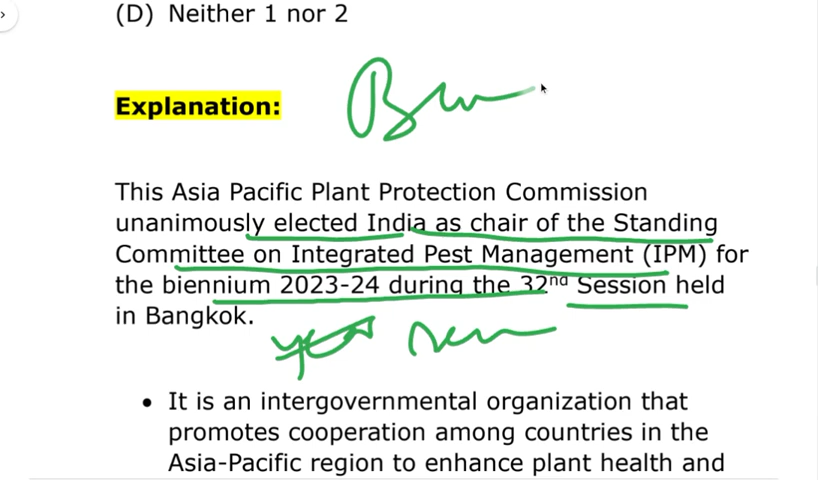 (D) Neither 1 nor 2
Explanation:
This Asia Pacific Plant Protection Commission
unanimously elected India as chair of the Standing
Committee on Integrated Pest Management (IPM) for
the biennium 2023-24 during the 32nd Session held
in Bangkok.
• It is an intergovernmental organization that
promotes cooperation among countries in the
Asia-Pacific region to enhance plant health and